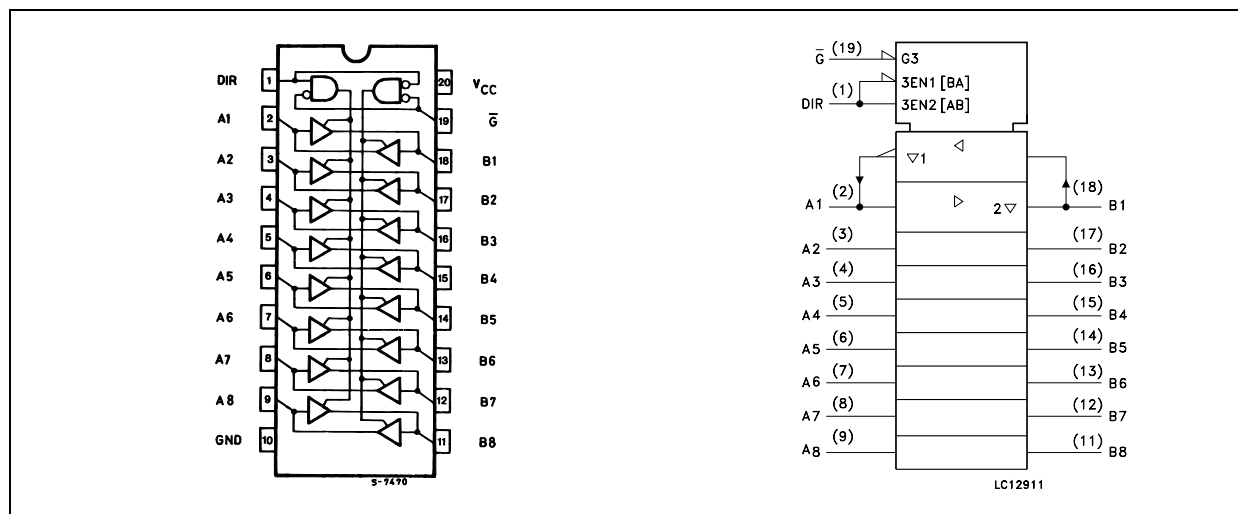 DIR 1 20 VCC
A1 2 19 G̅
A2 3 18 B1
A3 4 17 B2
A4 5 16 B3
A5 6 15 B4
A6 7 14 B5
A7 8 13 B6
A8 9 12 B7
GND 10 11 B8
S-7470
G̅ (19) G3
3EN1 [BA]
DIR (1) 3EN2 [AB]
▽1 ◁
A1 (2) ▷ 2▽ (18) B1
A2 (3) (17) B2
A3 (4) (16) B3
A4 (5) (15) B4
A5 (6) (14) B5
A6 (7) (13) B6
A7 (8) (12) B7
A8 (9) (11) B8
LC12911